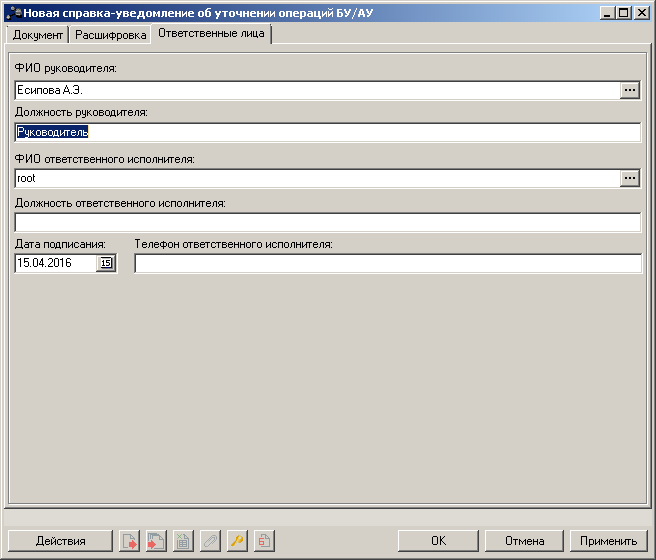 Новая справка-уведомление об уточнении операций БУ/АУ
Документ Расшифровка Ответственные лица
ФИО руководителя:
Есипова А.Э.
Должность руководителя:
Руководитель
ФИО ответственного исполнителя:
root
Должность ответственного исполнителя:
Дата подписания: Телефон ответственного исполнителя:
15.04.2016 15
Действия OK Отмена Применить